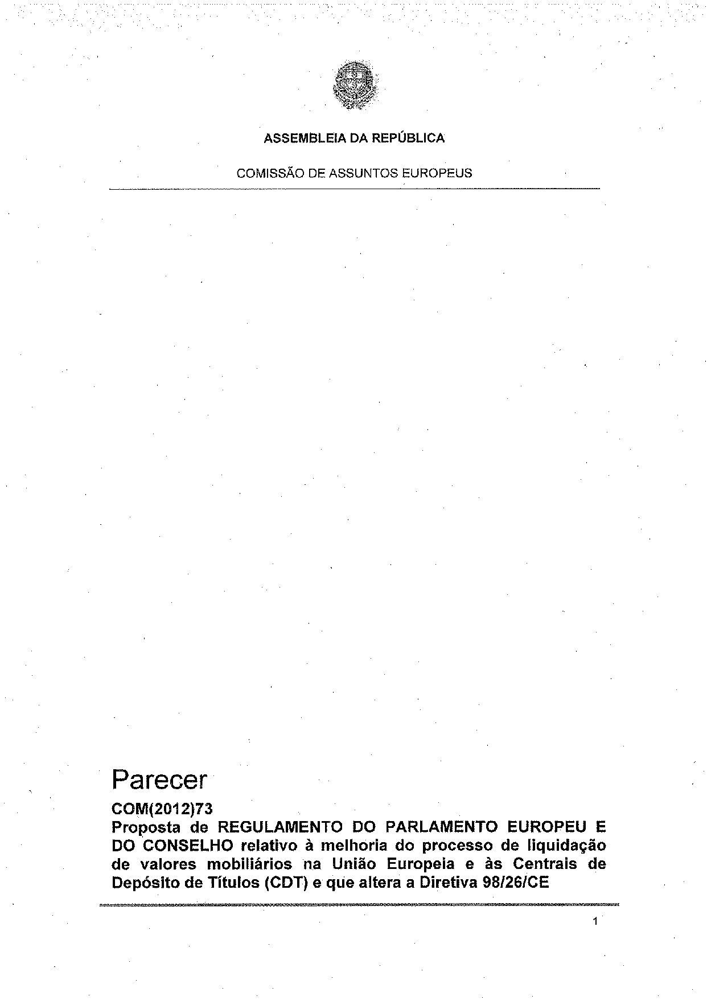 ASSEMBLEIA DA REPÚBLICA
COMISSÃO DE ASSUNTOS EUROPEUS
Parecer
COM(2012)73
Proposta de REGULAMENTO DO PARLAMENTO EUROPEU E
DO CONSELHO relativo à melhoria do processo de liquidação
de valores mobiliários na União Europeia e às Centrais de
Depósito de Títulos (CDT) e que altera a Diretiva 98/26/CE
1